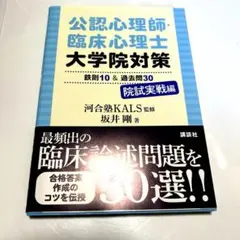 公認心理師・
臨床心理士
大学院対策
鉄則10&過去問30
院試実戦編
河合塾KALS 監修
坂井 剛 著
講談社
最頻出の
臨床論述問題を
合格答案
作成の
コツを伝授
30選!!